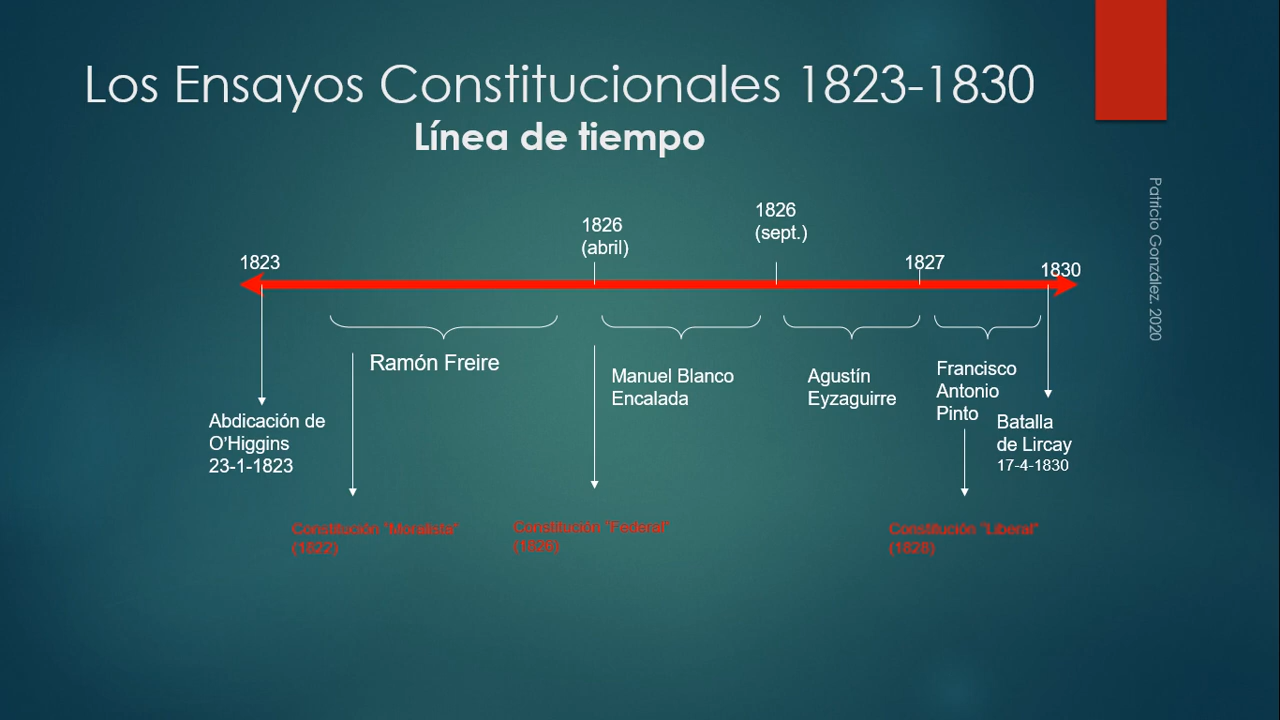 Los Ensayos Constitucionales 1823-1830
Línea de tiempo
1823
1826
(abril)
1826
(sept.)
1827
1830
Ramón Freire
Manuel Blanco
Encalada
Agustín
Eyzaguirre
Francisco
Antonio
Pinto
Abdicación de
O'Higgins
23-1-1823
Batalla
de Lircay
17-4-1830
Constitución "Moralista"
(1822)
Constitución "Federal"
(1826)
Constitución "Liberal"
(1828)
Patricio González. 2020